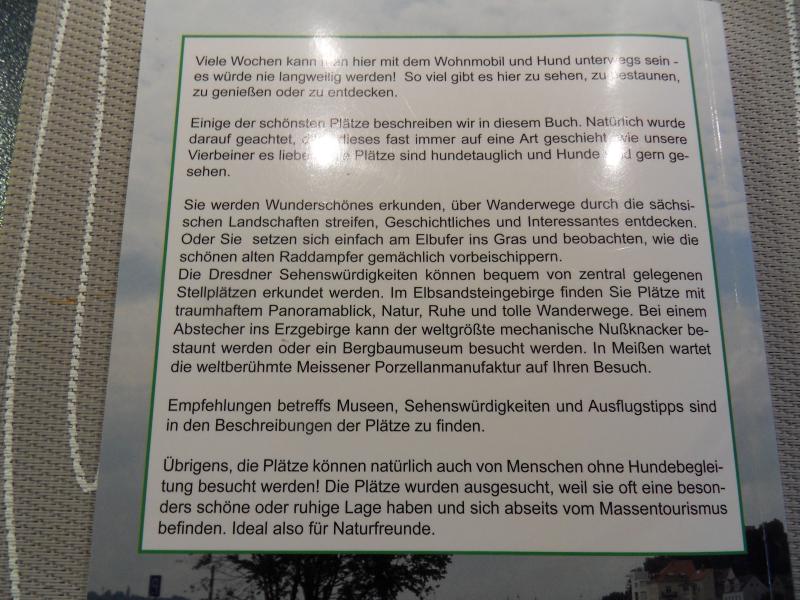 Viele Wochen kann man hier mit dem Wohnmobil und Hund unterwegs sein -
es würde nie langweilig werden! So viel gibt es hier zu sehen, zu bestaunen,
zu genießen oder zu entdecken.
Einige der schönsten Plätze beschreiben wir in diesem Buch. Natürlich wurde
darauf geachtet, dieses fast immer auf eine Art geschieht, wie unsere
Vierbeiner es lieben. Die Plätze sind hundetauglich und Hunde sind gern ge-
sehen.
Sie werden Wunderschönes erkunden, über Wanderwege durch die sächsi-
schen Landschaften streifen, Geschichtliches und Interessantes entdecken.
Oder Sie setzen sich einfach am Elbufer ins Gras und beobachten, wie die
schönen alten Raddampfer gemächlich vorbeischippern.
Die Dresdner Sehenswürdigkeiten können bequem von zentral gelegenen
Stellplätzen erkundet werden. Im Elbsandsteingebirge finden Sie Plätze mit
traumhaftem Panoramablick, Natur, Ruhe und tolle Wanderwege. Bei einem
Abstecher ins Erzgebirge kann der weltgrößte mechanische Nußknacker be-
staunt werden oder ein Bergbaumuseum besucht werden. In Meißen wartet
die weltberühmte Meissener Porzellanmanufaktur auf Ihren Besuch.
Empfehlungen betreffs Museen, Sehenswürdigkeiten und Ausflugstipps sind
in den Beschreibungen der Plätze zu finden.
Übrigens, die Plätze können natürlich auch von Menschen ohne Hundebeglei-
tung besucht werden! Die Plätze wurden ausgesucht, weil sie oft eine beson-
ders schöne oder ruhige Lage haben und sich abseits vom Massentourismus
befinden. Ideal also für Naturfreunde.